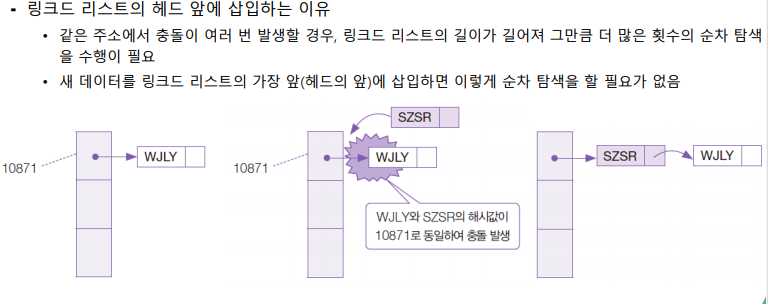 - 링크드 리스트의 헤드 앞에 삽입하는 이유
• 같은 주소에서 충돌이 여러 번 발생할 경우, 링크드 리스트의 길이가 길어져 그만큼 더 많은 횟수의 순차 탐색
을 수행이 필요
• 새 데이터를 링크드 리스트의 가장 앞(헤드의 앞)에 삽입하면 이렇게 순차 탐색을 할 필요가 없음
10871
WJLY
10871
SZSR
WJLY
WJLY와 SZSR의 해시값이
10871로 동일하여 충돌 발생
SZSR
WJLY